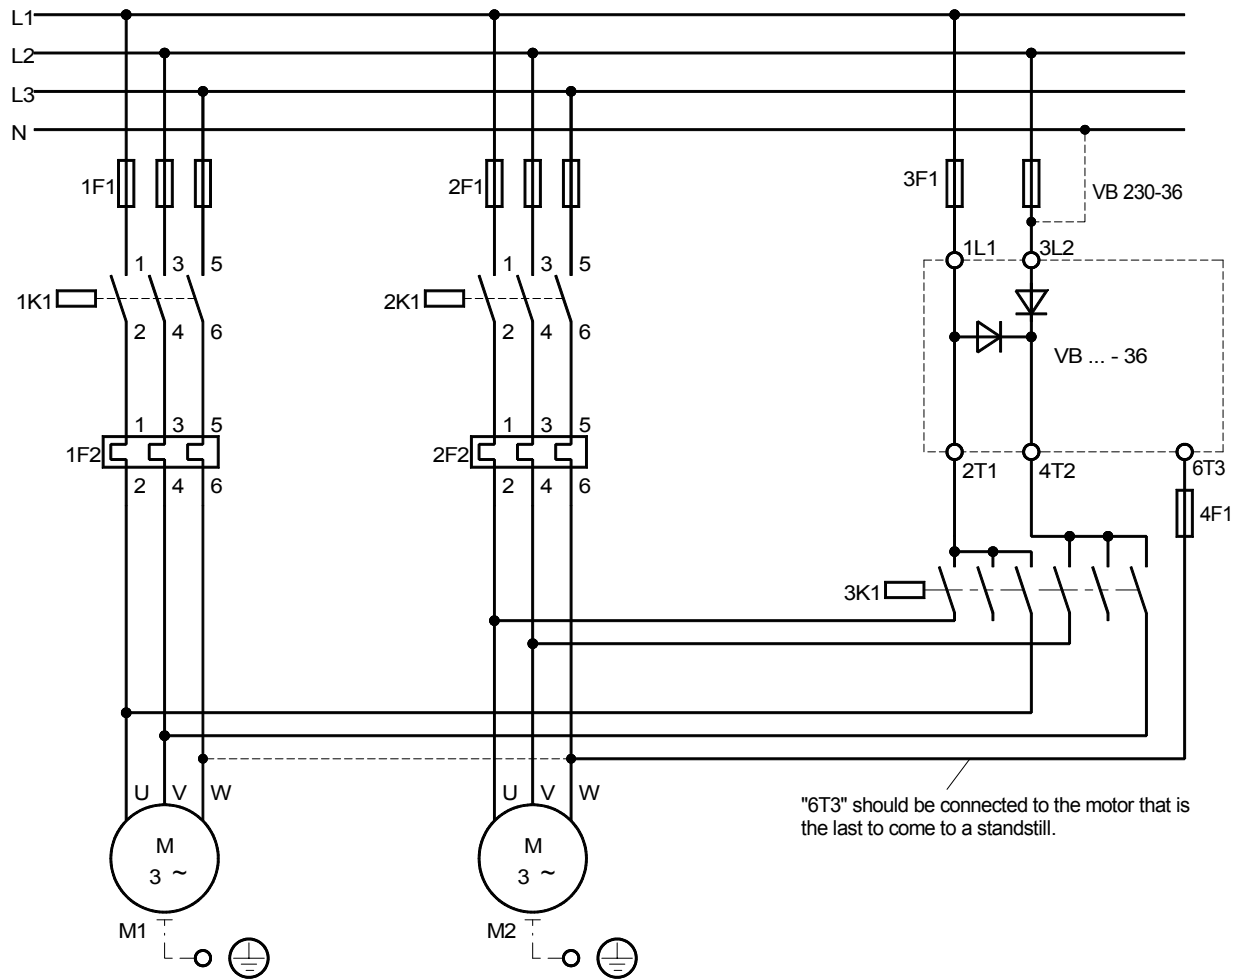 L1
L2
L3
N
1F1
2F1
3F1
VB 230-36
1 3 5
1 3 5
1L1 3L2
1K1
2K1
2 4 6
2 4 6
VB ... - 36
1 3 5
1 3 5
1F2
2F2
2T1 4T2 6T3
2 4 6
2 4 6
4F1
3K1
U V W
U V W
"6T3" should be connected to the motor that is
the last to come to a standstill.
M
3 ~
M
3 ~
M1
M2